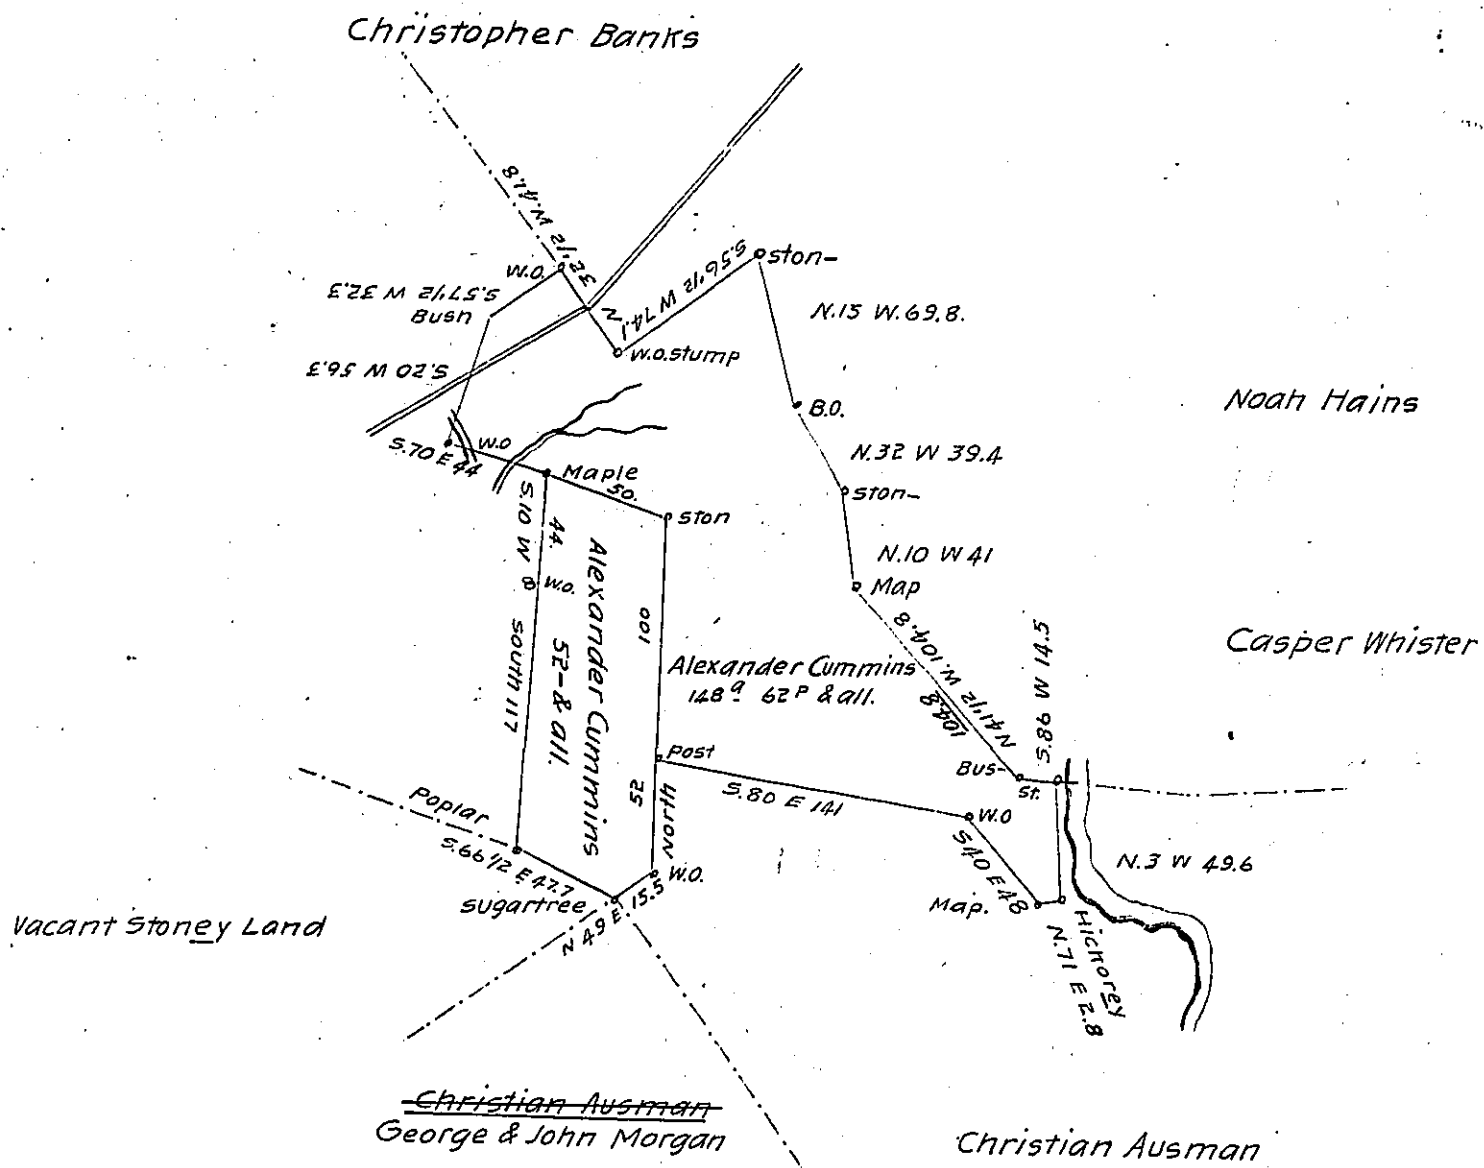 Christopher Banks
N 32 1/2 W. 41.8
W.O.
S.57 1/2 W 32.3
Bush
S.56 1/2 W 74.1
ston-
N.15 W. 69.8.
W.O. stump
S.20 W 56.3
B.O.
Noah Hains
S.70 E 44
W.O
Maple
50.
N.32 W 39.4
ston-
ston
S.10 W
44.
W.O.
N.10 W 41
Map
100
south 117
Alexander Cummins
52-& all.
Alexander Cummins
148a. 62P & all.
N41 1/2 W. 104.8
104.8
S.86 W 14.5
Casper Whister
Post
52
North
Bus-
St.
S.80 E 141
Poplar
S.66 1/2 E 47.7
W.O
W.O.
S40 E 48
N.3 W 49.6
sugartree
N 49 E. 15.5
Map.
Hickorey
N.71 E 2.8
Vacant Stoney Land
Christian Ausman
George & John Morgan
Christian Ausman